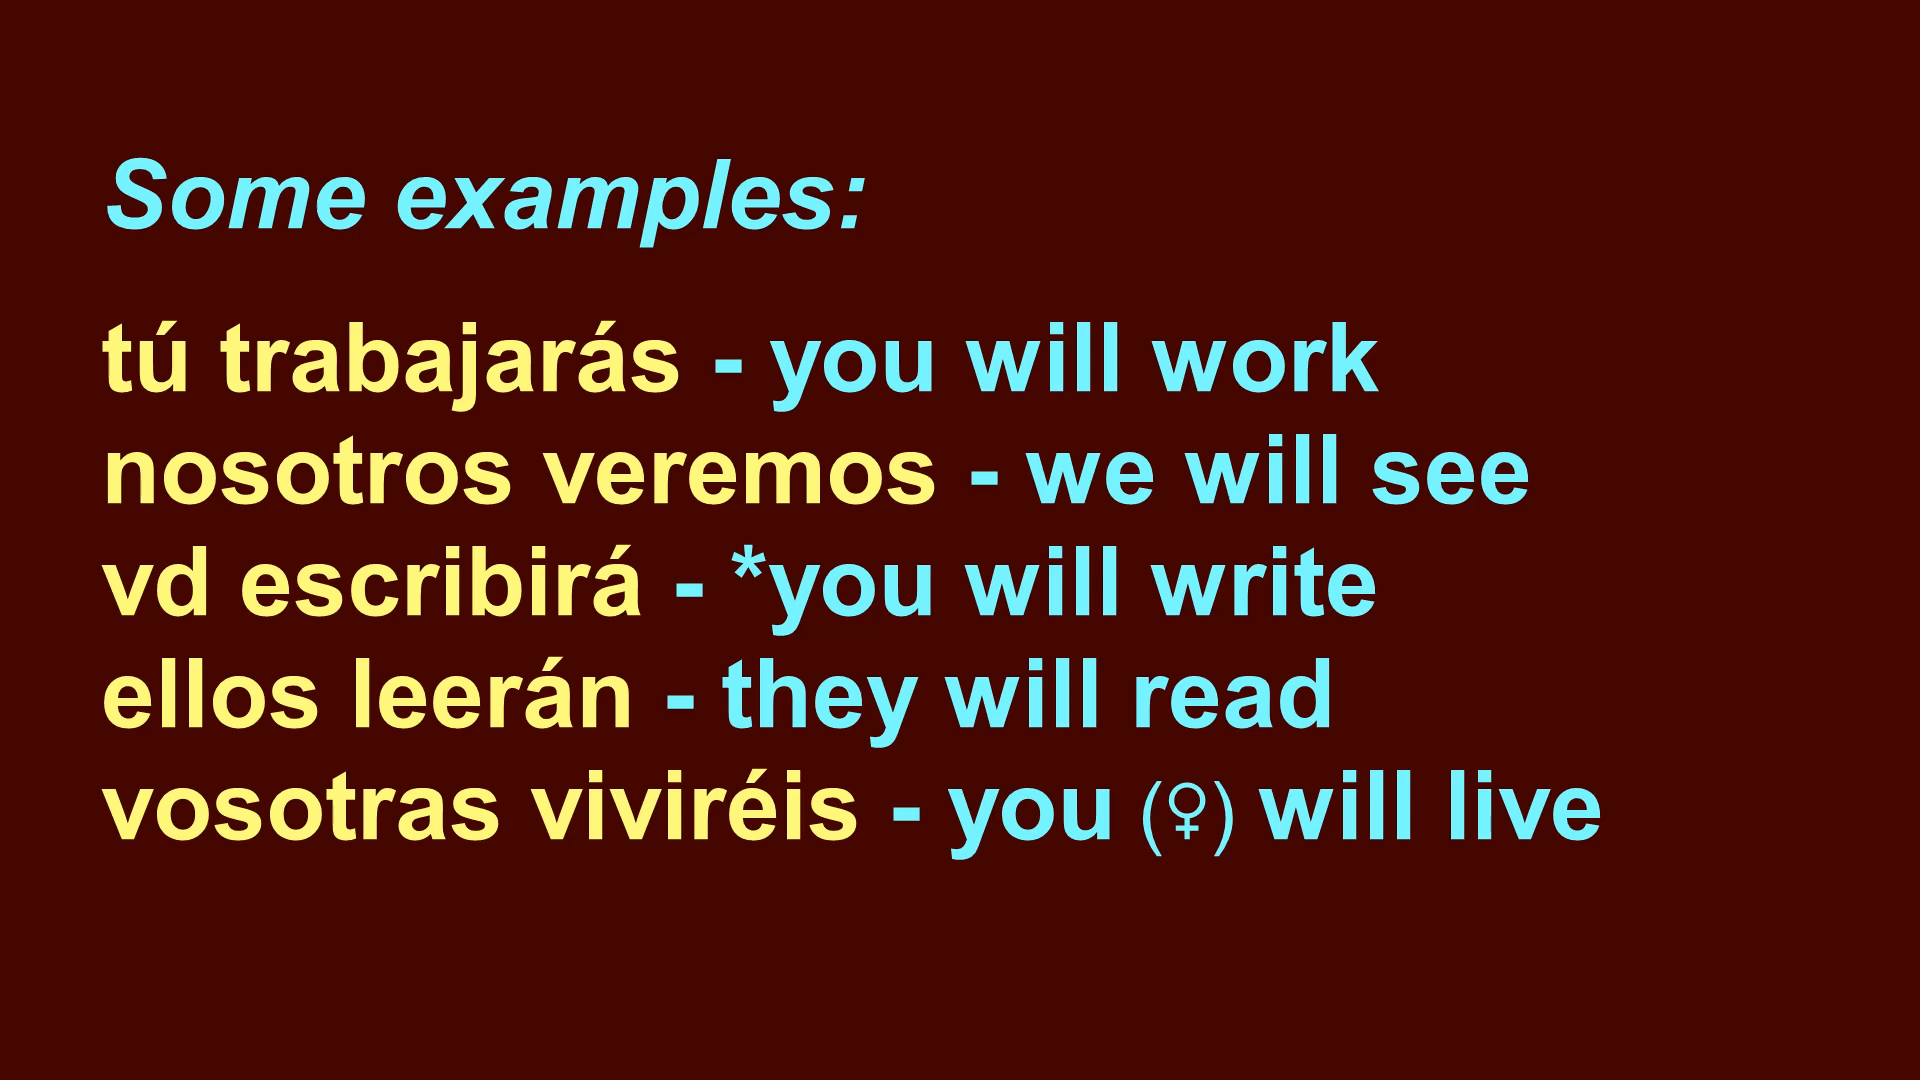 Some examples:
tú trabajarás - you will work
nosotros veremos - we will see
vd escribirá - *you will write
ellos leerán - they will read
vosotras viviréis - you (♀) will live